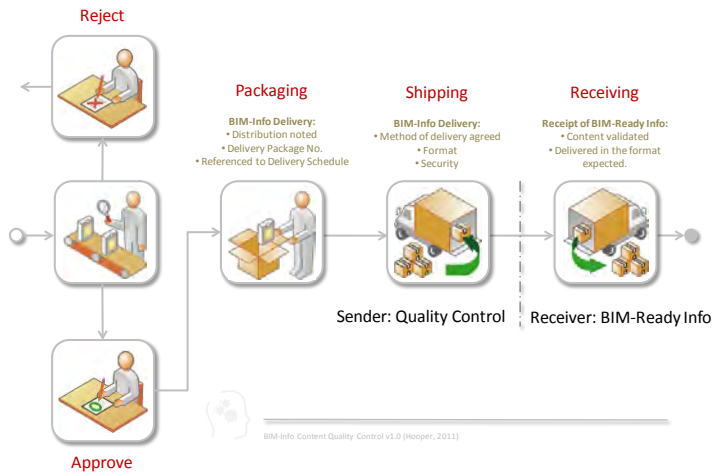 Reject
Packaging
BIM-Info Delivery:
• Distribution noted
• Delivery Package No.
• Referenced to Delivery Schedule
Shipping
BIM-Info Delivery:
• Method of delivery agreed
• Format
• Security
Receiving
Receipt of BIM-Ready Info:
• Content validated
• Delivered in the format
expected.
Sender: Quality Control
Receiver: BIM-Ready Info
BIM-Info Content Quality Control v1.0 (Hooper, 2011)
Approve